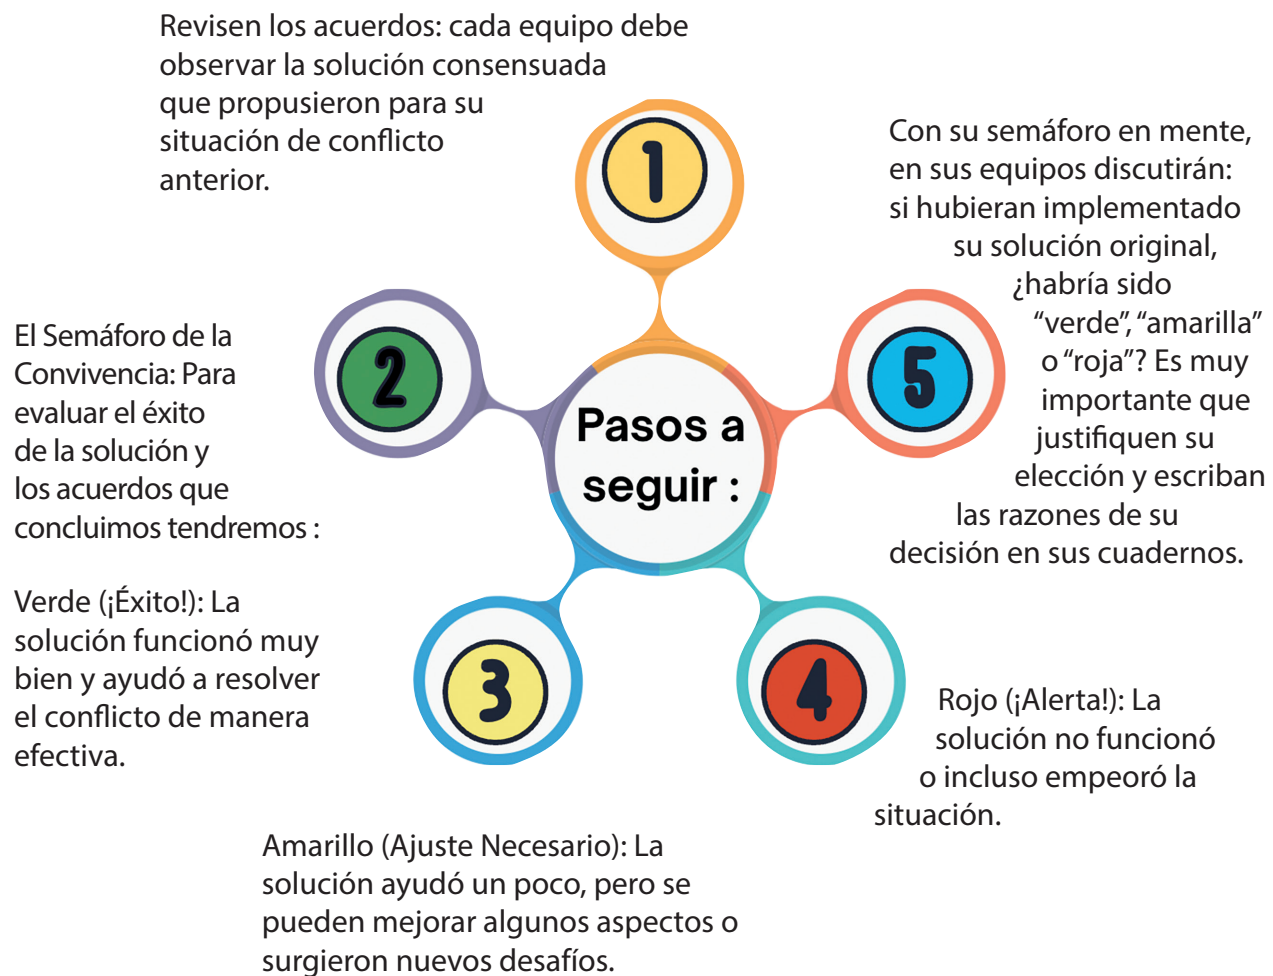 Revisen los acuerdos: cada equipo debe
observar la solución consensuada
que propusieron para su
situación de conflicto
anterior.
1
2
El Semáforo de la
Convivencia: Para
evaluar el éxito
de la solución y
los acuerdos que
concluimos tendremos :
Verde (¡Éxito!): La
solución funcionó muy
bien y ayudó a resolver
el conflicto de manera
efectiva.
Pasos a
seguir :
3
Amarillo (Ajuste Necesario): La
solución ayudó un poco, pero se
pueden mejorar algunos aspectos o
surgieron nuevos desafíos.
4
Rojo (¡Alerta!): La
solución no funcionó
o incluso empeoró la
situación.
5
Con su semáforo en mente,
en sus equipos discutirán:
si hubieran implementado
su solución original,
¿habría sido
“verde”, “amarilla”
o “roja”? Es muy
importante que
justifiquen su
elección y escriban
las razones de su
decisión en sus cuadernos.